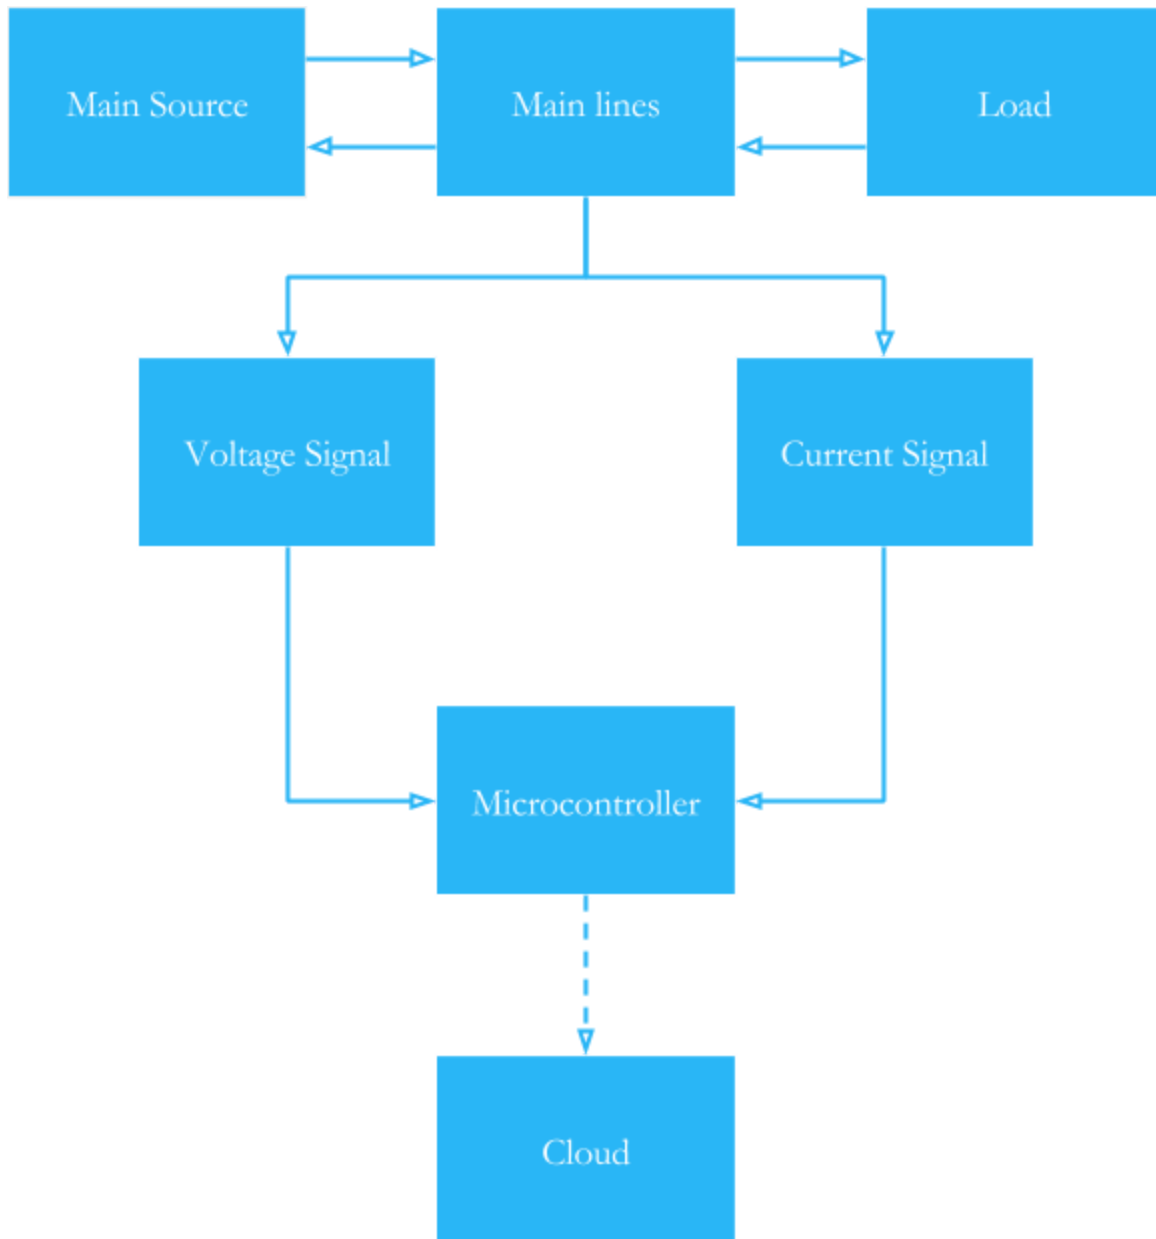 Main Source
Main lines
Load
Voltage Signal
Current Signal
Microcontroller
Cloud